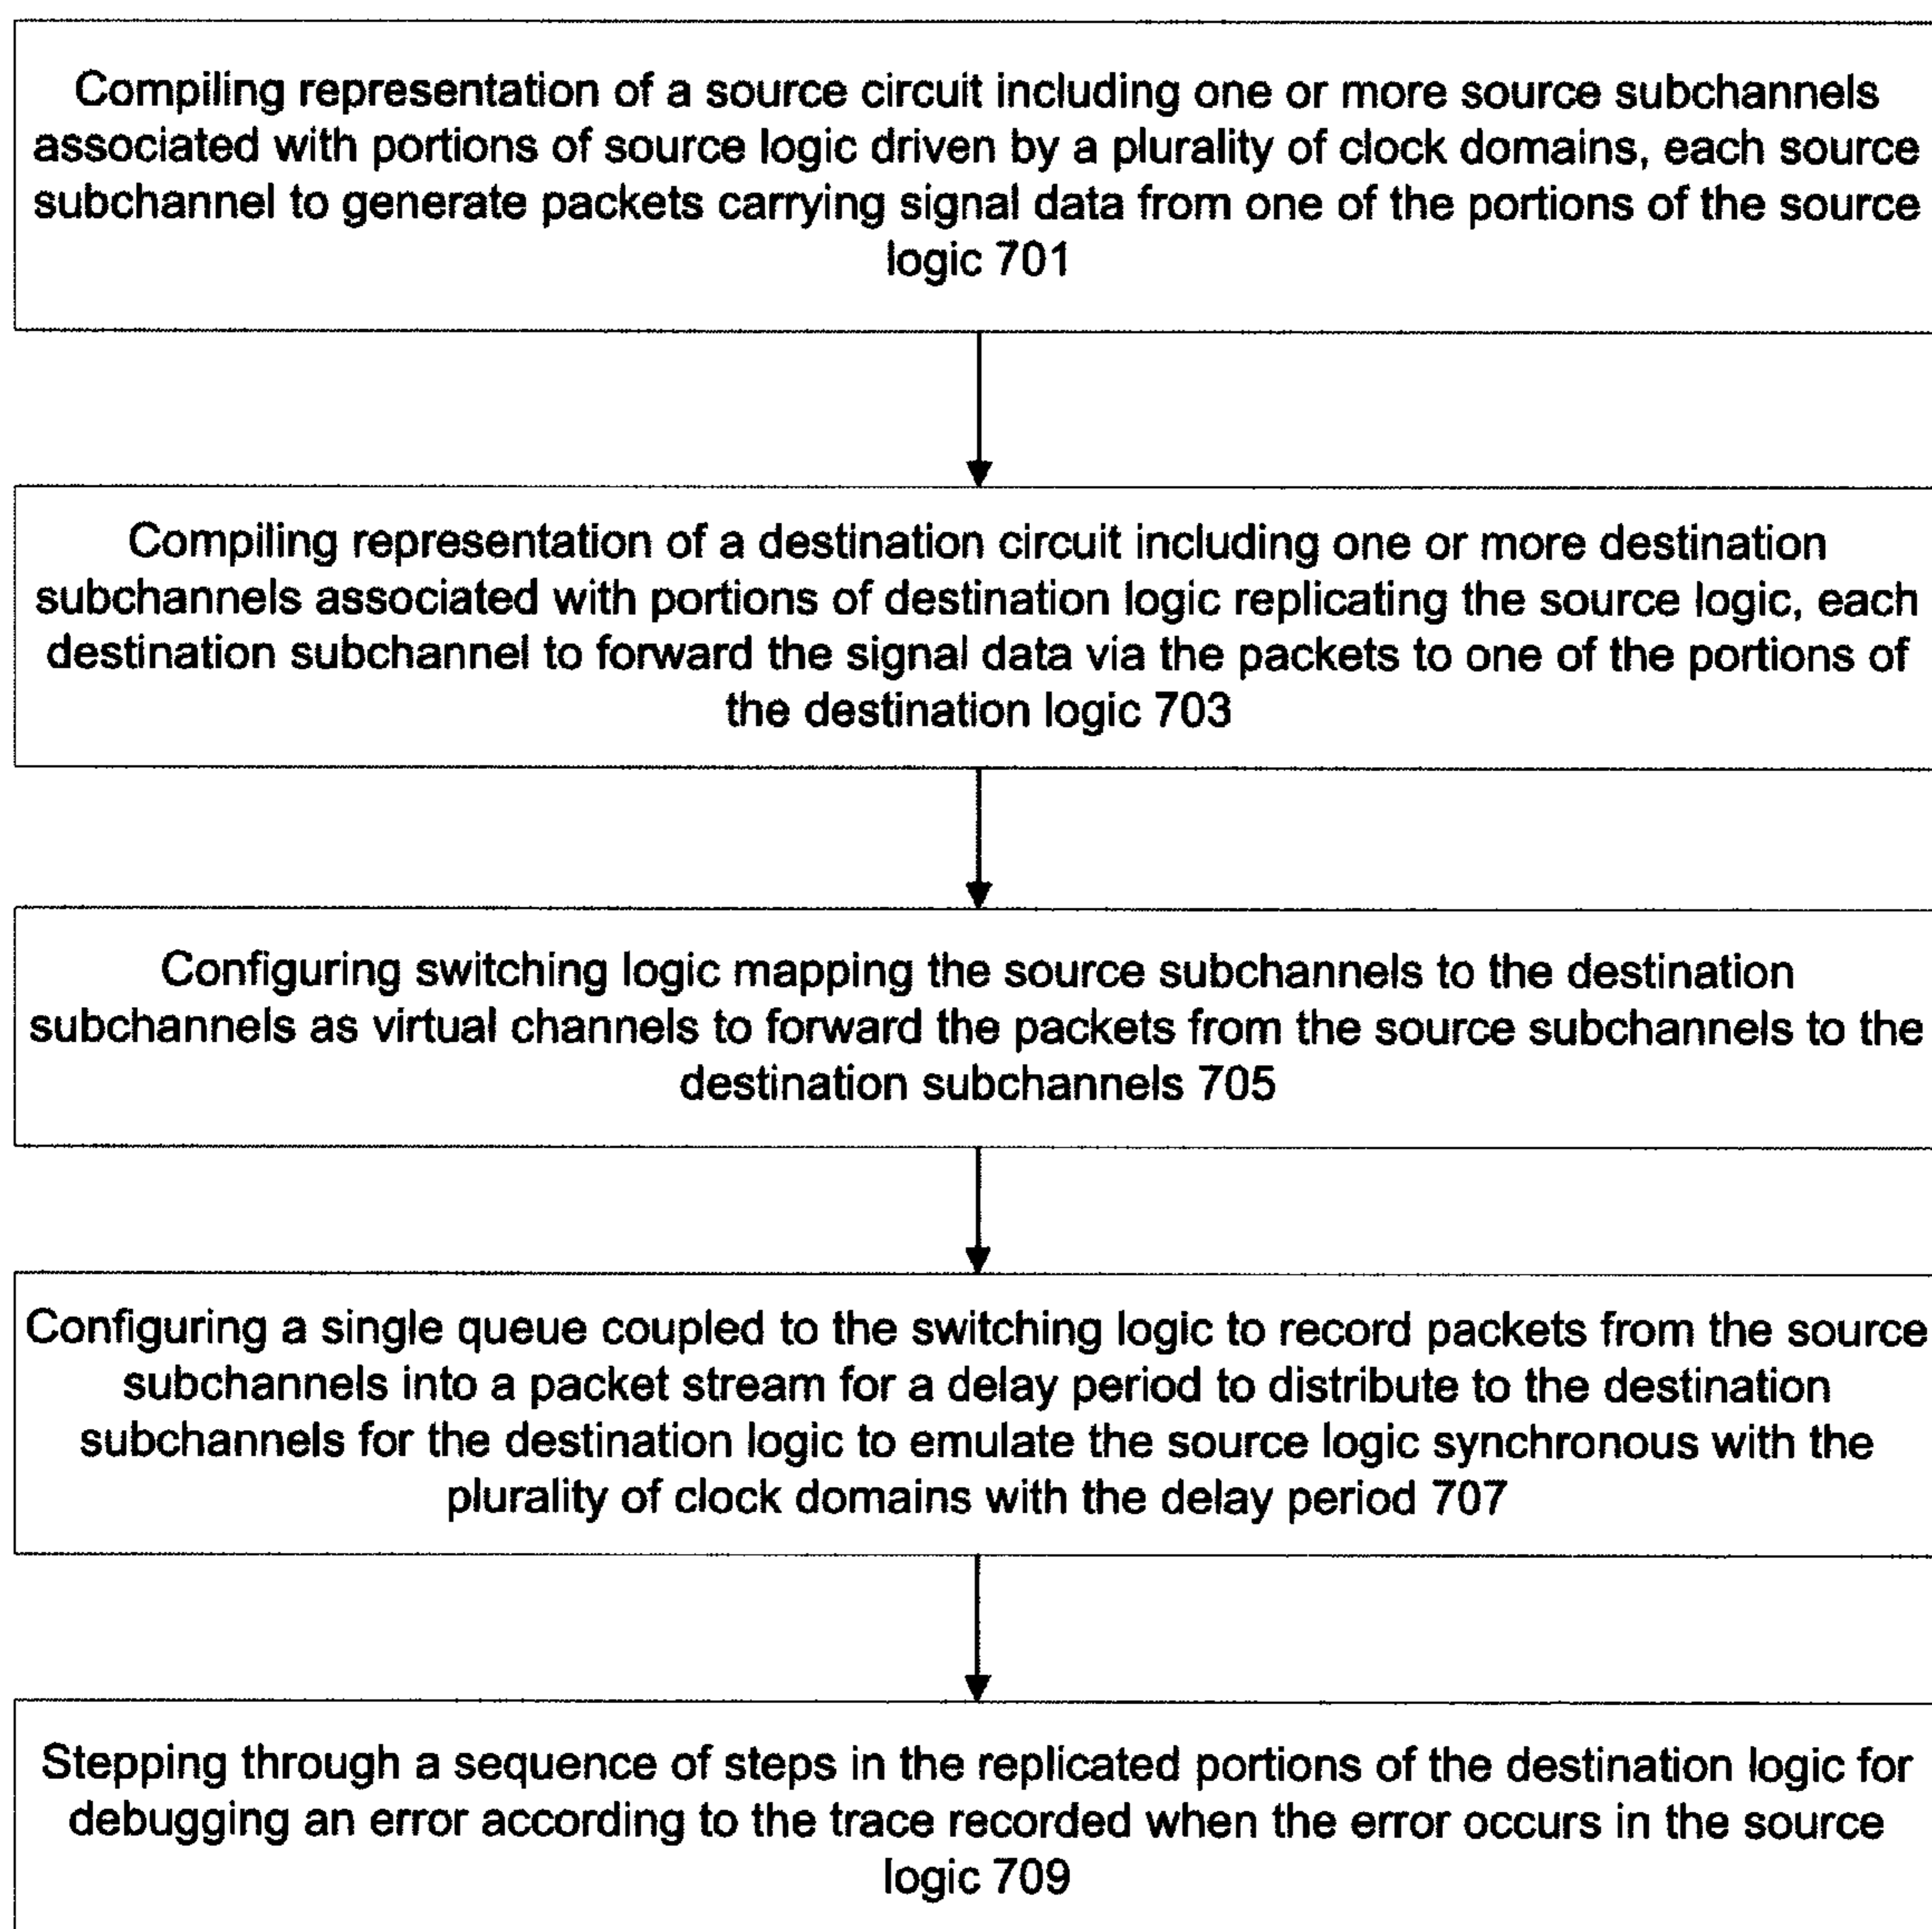 Compiling representation of a source circuit including one or more source subchannels
associated with portions of source logic driven by a plurality of clock domains, each source
subchannel to generate packets carrying signal data from one of the portions of the source
logic 701
Compiling representation of a destination circuit including one or more destination
subchannels associated with portions of destination logic replicating the source logic, each
destination subchannel to forward the signal data via the packets to one of the portions of
the destination logic 703
Configuring switching logic mapping the source subchannels to the destination
subchannels as virtual channels to forward the packets from the source subchannels to the
destination subchannels 705
Configuring a single queue coupled to the switching logic to record packets from the source
subchannels into a packet stream for a delay period to distribute to the destination
subchannels for the destination logic to emulate the source logic synchronous with the
plurality of clock domains with the delay period 707
Stepping through a sequence of steps in the replicated portions of the destination logic for
debugging an error according to the trace recorded when the error occurs in the source
logic 709